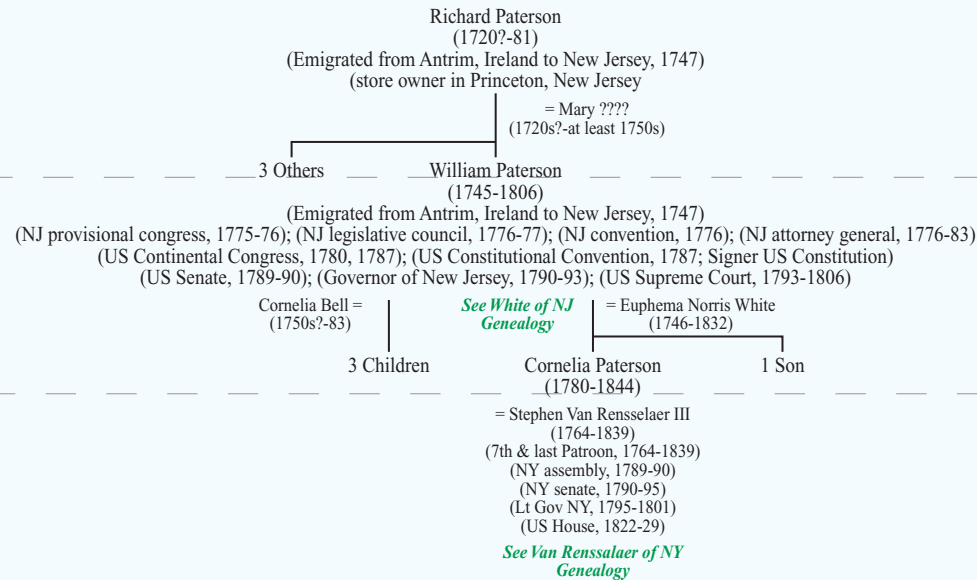 Richard Paterson
(1720?-81)
(Emigrated from Antrim, Ireland to New Jersey, 1747)
(store owner in Princeton, New Jersey
= Mary ????
(1720s?-at least 1750s)
3 Others
William Paterson
(1745-1806)
(Emigrated from Antrim, Ireland to New Jersey, 1747)
(NJ provisional congress, 1775-76); (NJ legislative council, 1776-77); (NJ convention, 1776); (NJ attorney general, 1776-83)
(US Continental Congress, 1780, 1787); (US Constitutional Convention, 1787; Signer US Constitution)
(US Senate, 1789-90); (Governor of New Jersey, 1790-93); (US Supreme Court, 1793-1806)
Cornelia Bell =
(1750s?-83)
See White of NJ
Genealogy
= Euphema Norris White
(1746-1832)
3 Children
Cornelia Paterson
(1780-1844)
1 Son
= Stephen Van Rensselaer III
(1764-1839)
(7th & last Patroon, 1764-1839)
(NY assembly, 1789-90)
(NY senate, 1790-95)
(Lt Gov NY, 1795-1801)
(US House, 1822-29)
See Van Renssalaer of NY
Genealogy